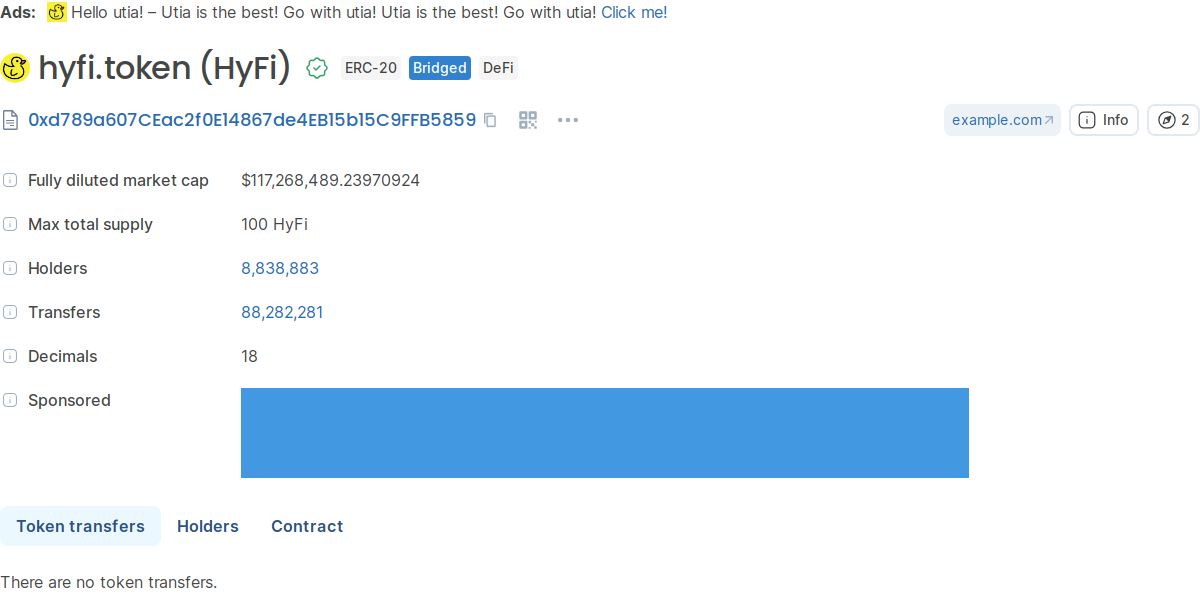 Ads: Hello utia! – Utia is the best! Go with utia! Utia is the best! Go with utia! Click me!
hyfi.token (HyFi) ERC-20 Bridged DeFi
0xd789a607CEac2f0E14867de4EB15b15C9FFB5859 example.com Info 2
Fully diluted market cap $117,268,489.23970924
Max total supply 100 HyFi
Holders 8,838,883
Transfers 88,282,281
Decimals 18
Sponsored
Token transfers Holders Contract
There are no token transfers.